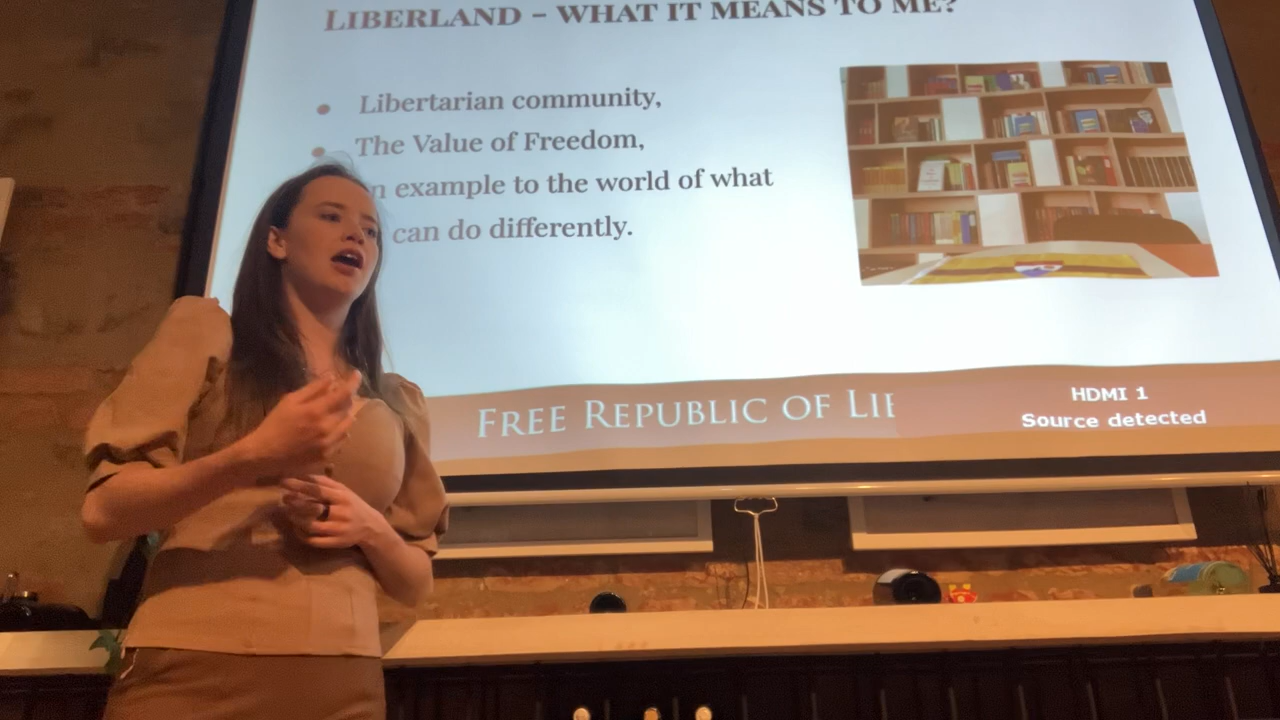 LIBERLAND – WHAT IT MEANS TO ME?
Libertarian community,
The Value of Freedom,
n example to the world of what
can do differently.
FREE REPUBLIC OF LIB
HDMI 1
Source detected